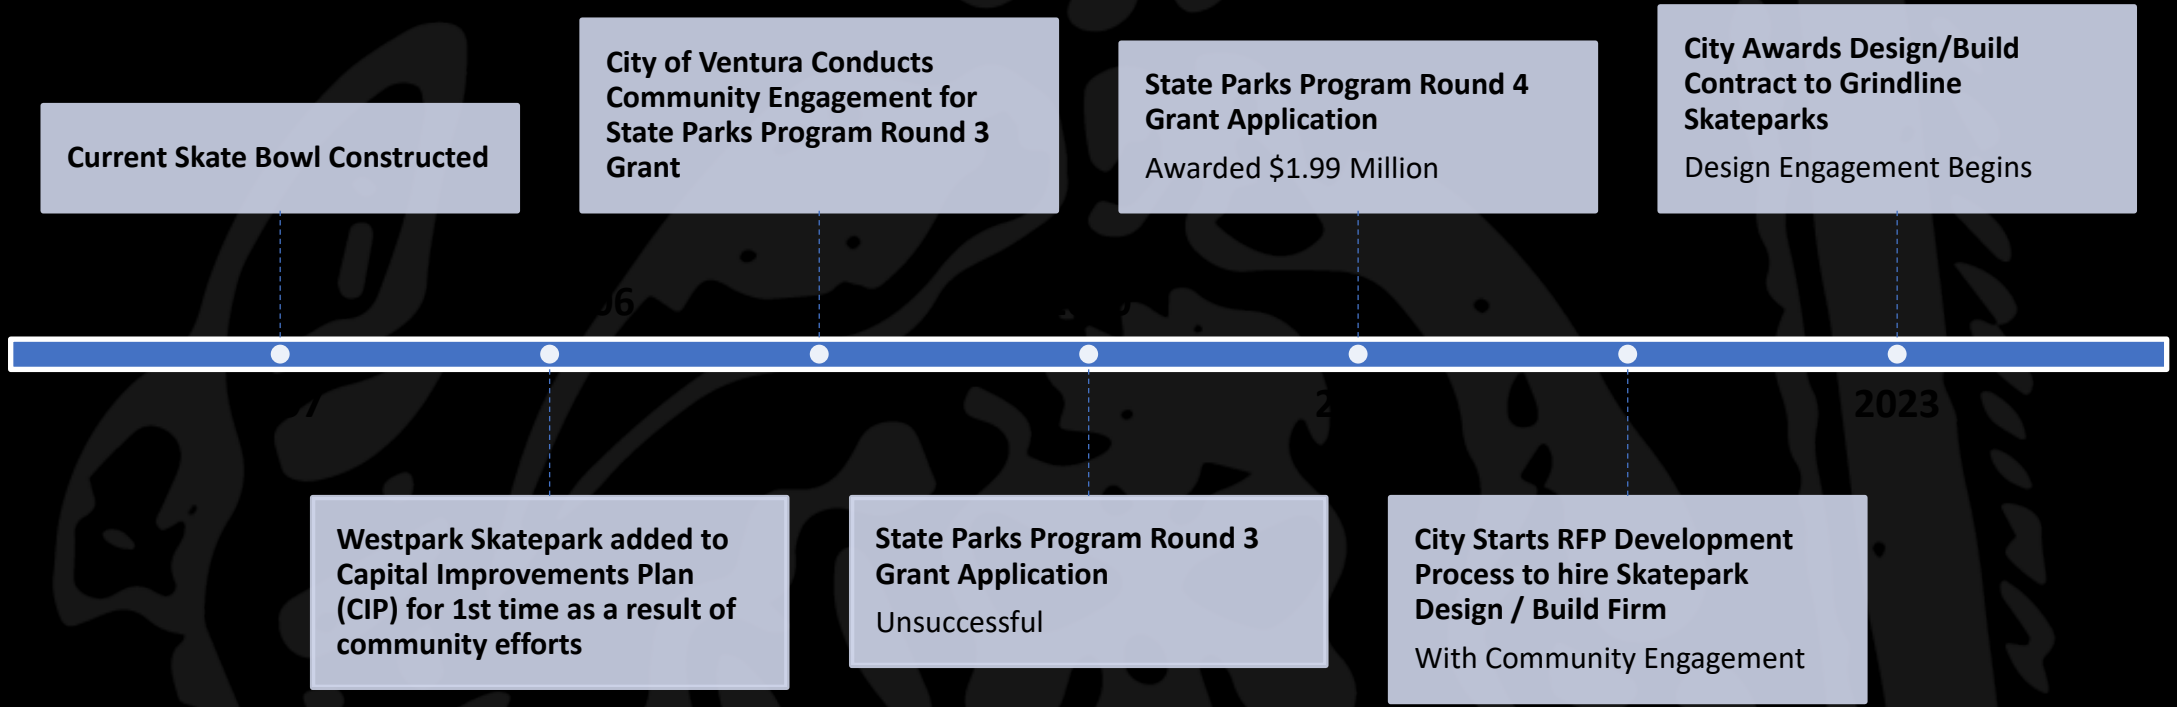 Current Skate Bowl Constructed
City of Ventura Conducts
Community Engagement for
State Parks Program Round 3
Grant
State Parks Program Round 4
Grant Application
Awarded $1.99 Million
City Awards Design/Build
Contract to Grindline
Skateparks
Design Engagement Begins
2023
Westpark Skatepark added to
Capital Improvements Plan
(CIP) for 1st time as a result of
community efforts
State Parks Program Round 3
Grant Application
Unsuccessful
City Starts RFP Development
Process to hire Skatepark
Design / Build Firm
With Community Engagement